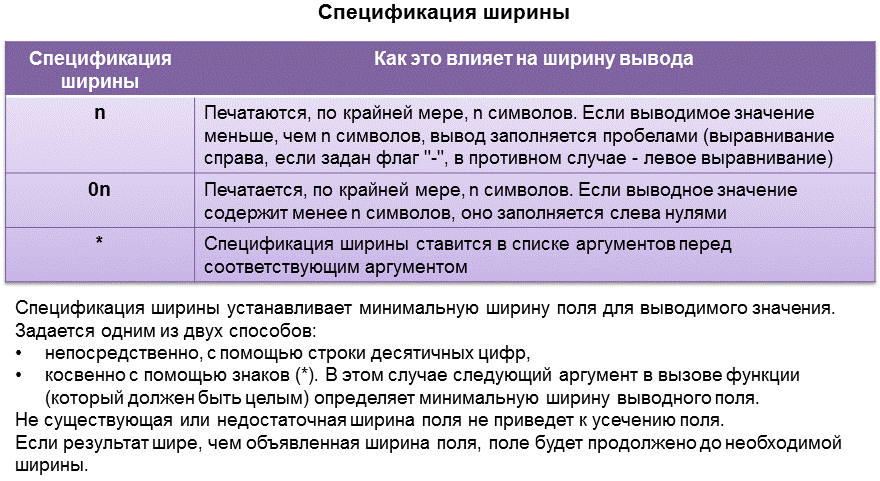 Спецификация ширины
Спецификация
ширины
Как это влияет на ширину вывода
n
Печатаются, по крайней мере, n символов. Если выводимое значение
меньше, чем n символов, вывод заполняется пробелами (выравнивание
справа, если задан флаг "-", в противном случае - левое выравнивание)
0n
Печатается, по крайней мере, n символов. Если выводное значение
содержит менее n символов, оно заполняется слева нулями
*
Спецификация ширины ставится в списке аргументов перед
соответствующим аргументом
Спецификация ширины устанавливает минимальную ширину поля для выводимого значения.
Задается одним из двух способов:
• непосредственно, с помощью строки десятичных цифр,
• косвенно с помощью знаков (*). В этом случае следующий аргумент в вызове функции
(который должен быть целым) определяет минимальную ширину выводного поля.
Не существующая или недостаточная ширина поля не приведет к усечению поля.
Если результат шире, чем объявленная ширина поля, поле будет продолжено до необходимой
ширины.